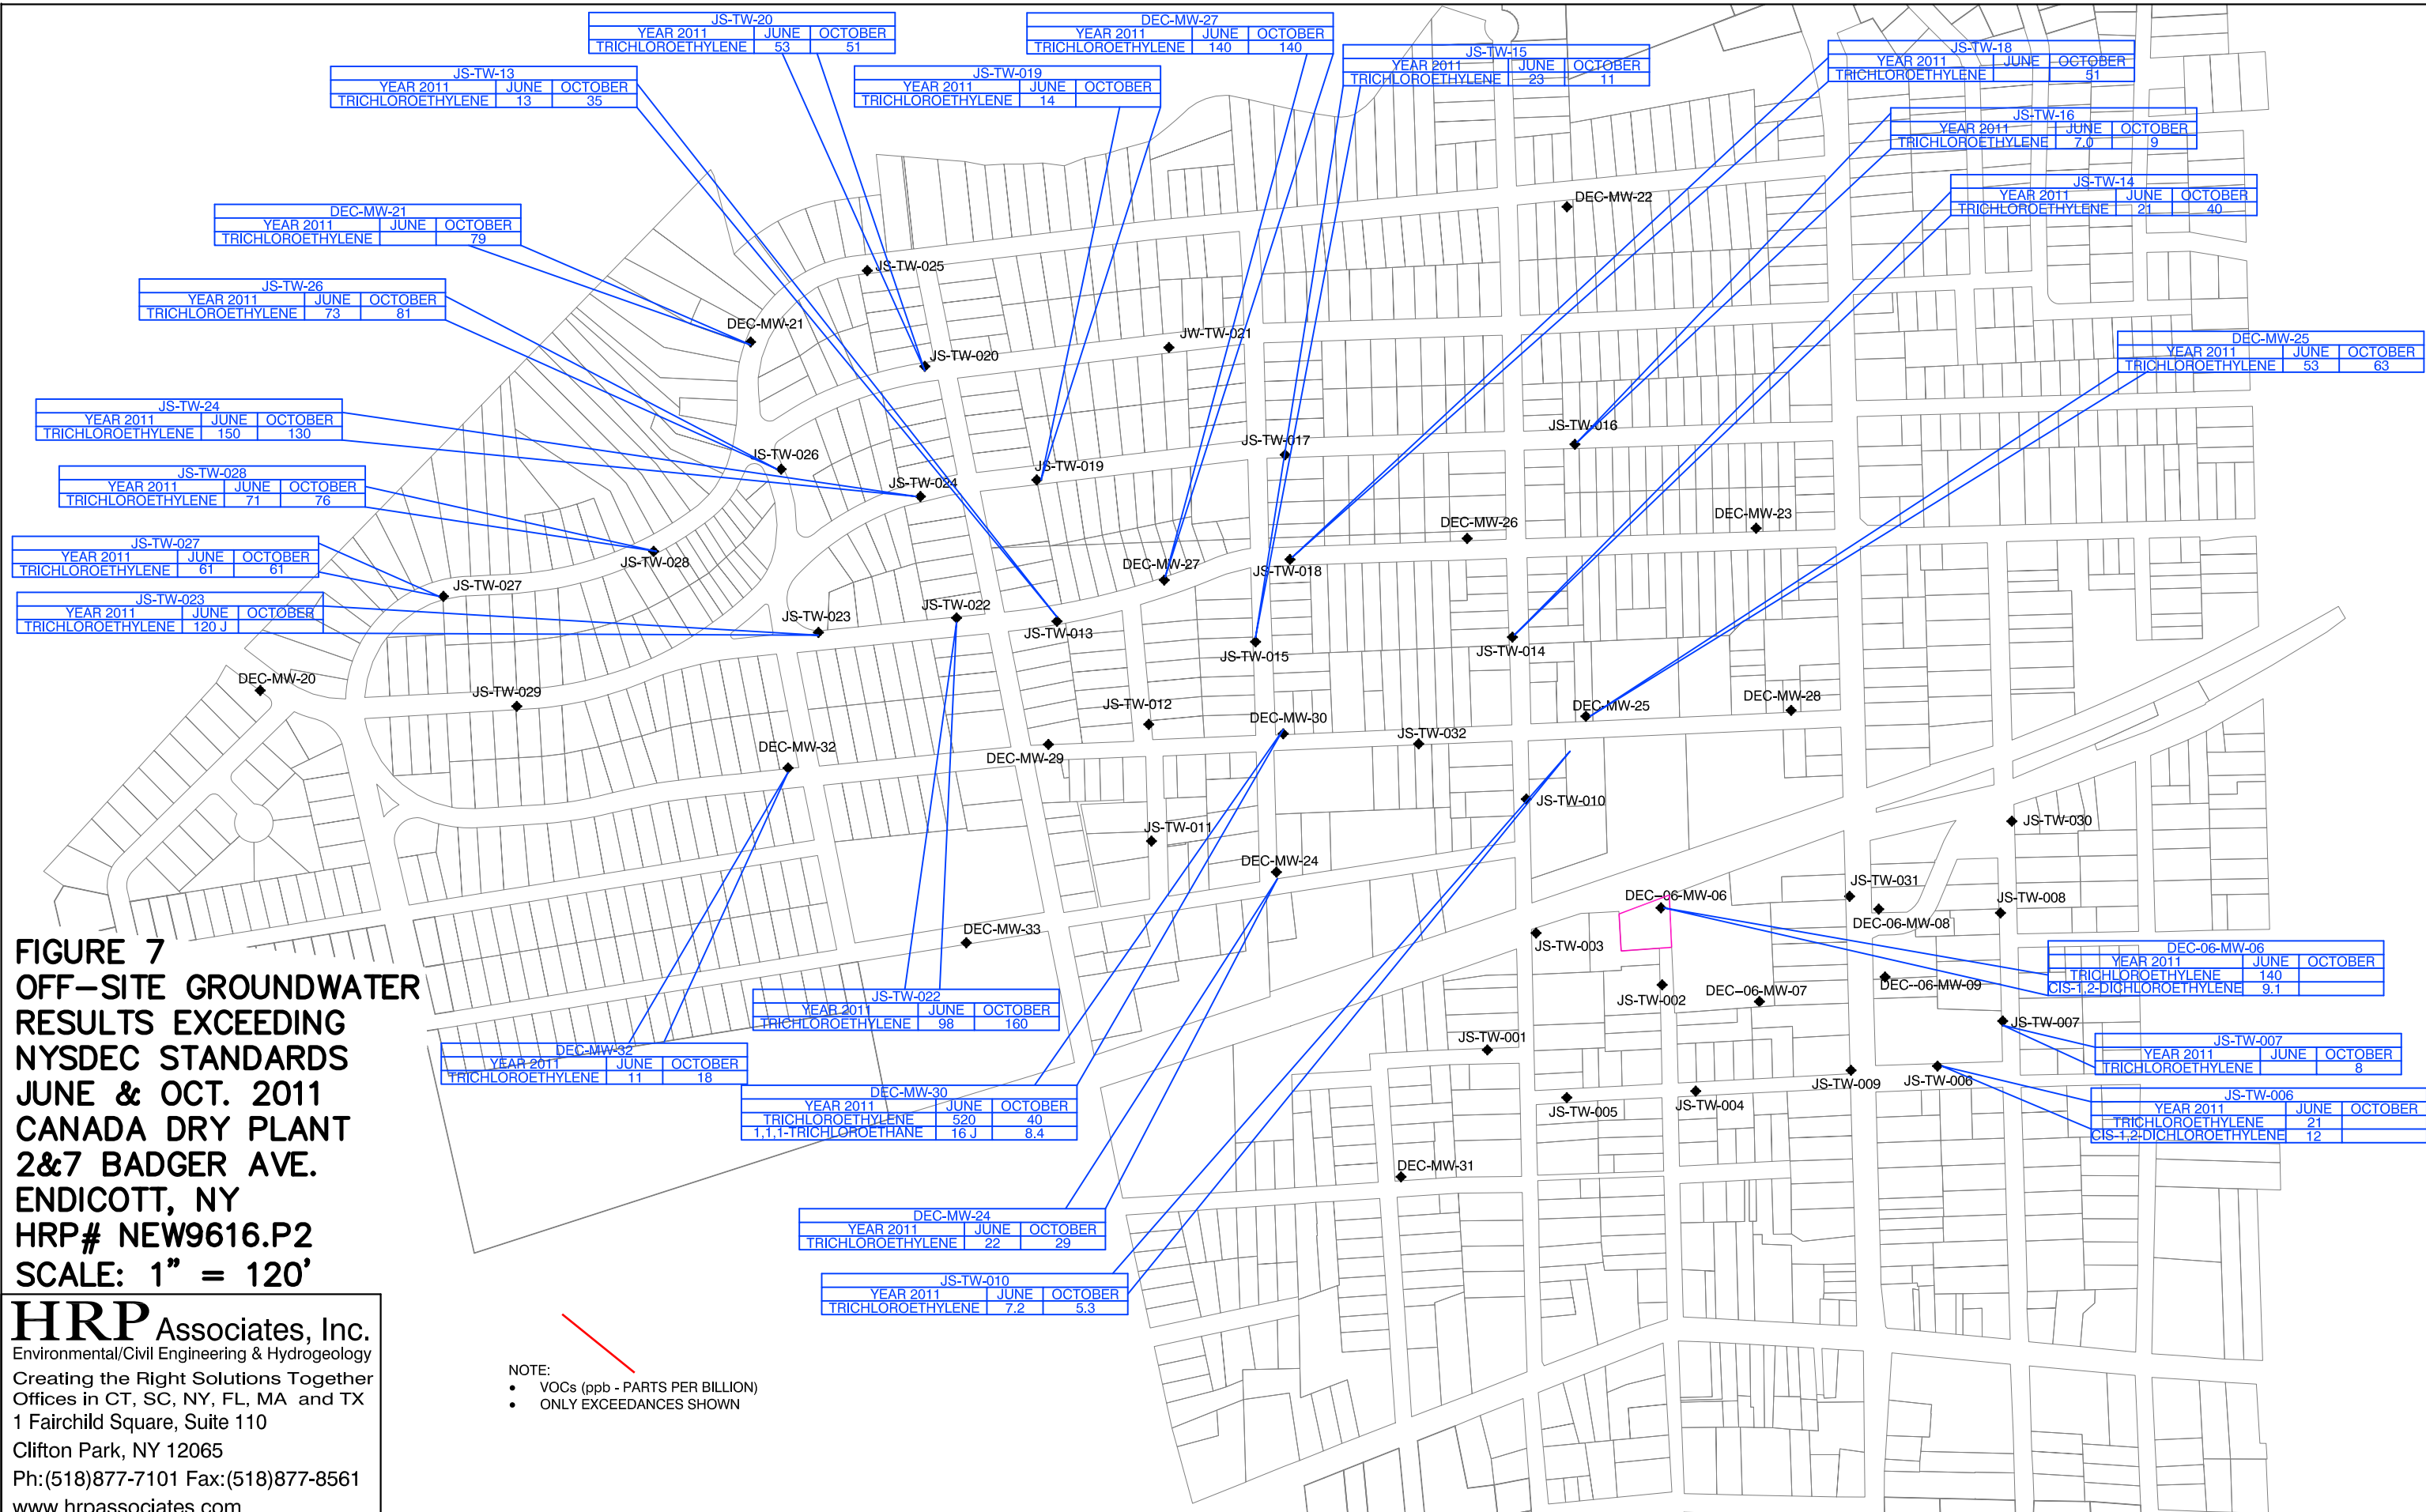 JS-TW-20
YEAR 2011 JUNE OCTOBER
TRICHLOROETHYLENE 53 51
DEC-MW-27
YEAR 2011 JUNE OCTOBER
TRICHLOROETHYLENE 140 140
JS-TW-15
YEAR 2011 JUNE OCTOBER
TRICHLOROETHYLENE 23 11
JS-TW-18
YEAR 2011 JUNE OCTOBER
TRICHLOROETHYLENE 51
JS-TW-13
YEAR 2011 JUNE OCTOBER
TRICHLOROETHYLENE 13 35
JS-TW-019
YEAR 2011 JUNE OCTOBER
TRICHLOROETHYLENE 14
JS-TW-16
YEAR 2011 JUNE OCTOBER
TRICHLOROETHYLENE 7.0 9
JS-TW-14
YEAR 2011 JUNE OCTOBER
TRICHLOROETHYLENE 21 40
DEC-MW-21
YEAR 2011 JUNE OCTOBER
TRICHLOROETHYLENE 79
JS-TW-26
YEAR 2011 JUNE OCTOBER
TRICHLOROETHYLENE 73 81
DEC-MW-25
YEAR 2011 JUNE OCTOBER
TRICHLOROETHYLENE 53 63
JS-TW-24
YEAR 2011 JUNE OCTOBER
TRICHLOROETHYLENE 150 130
JS-TW-028
YEAR 2011 JUNE OCTOBER
TRICHLOROETHYLENE 71 76
JS-TW-027
YEAR 2011 JUNE OCTOBER
TRICHLOROETHYLENE 61 61
JS-TW-023
YEAR 2011 JUNE OCTOBER
TRICHLOROETHYLENE 120 J
DEC-MW-22
JS-TW-025
DEC-MW-21
JW-TW-021
JS-TW-020
JS-TW-016
JS-TW-017
JS-TW-026
JS-TW-019
JS-TW-024
DEC-MW-23
DEC-MW-26
JS-TW-028
DEC-MW-27
JS-TW-018
JS-TW-027
JS-TW-022
JS-TW-023
JS-TW-013
JS-TW-015
JS-TW-014
DEC-MW-20
JS-TW-029
JS-TW-012
DEC-MW-30
DEC-MW-25
DEC-MW-28
JS-TW-032
DEC-MW-32
DEC-MW-29
JS-TW-010
JS-TW-011
JS-TW-030
DEC-MW-24
JS-TW-031
DEC-06-MW-06
JS-TW-008
DEC-06-MW-08
DEC-MW-33
JS-TW-003
DEC-06-MW-09
DEC-06-MW-07
JS-TW-002
JS-TW-007
JS-TW-001
JS-TW-009
JS-TW-006
JS-TW-005
JS-TW-004
DEC-MW-31
DEC-06-MW-06
YEAR 2011 JUNE OCTOBER
TRICHLOROETHYLENE 140
CIS-1,2-DICHLOROETHYLENE 9.1
JS-TW-007
YEAR 2011 JUNE OCTOBER
TRICHLOROETHYLENE 8
JS-TW-006
YEAR 2011 JUNE OCTOBER
TRICHLOROETHYLENE 21
CIS-1,2-DICHLOROETHYLENE 12
JS-TW-022
YEAR 2011 JUNE OCTOBER
TRICHLOROETHYLENE 98 160
DEC-MW-32
YEAR 2011 JUNE OCTOBER
TRICHLOROETHYLENE 11 18
DEC-MW-30
YEAR 2011 JUNE OCTOBER
TRICHLOROETHYLENE 520 40
1,1,1-TRICHLOROETHANE 16 J 8.4
DEC-MW-24
YEAR 2011 JUNE OCTOBER
TRICHLOROETHYLENE 22 29
JS-TW-010
YEAR 2011 JUNE OCTOBER
TRICHLOROETHYLENE 7.2 5.3
FIGURE 7
OFF-SITE GROUNDWATER
RESULTS EXCEEDING
NYSDEC STANDARDS
JUNE & OCT. 2011
CANADA DRY PLANT
2&7 BADGER AVE.
ENDICOTT, NY
HRP# NEW9616.P2
SCALE: 1" = 120'
HRP Associates, Inc.
Environmental/Civil Engineering & Hydrogeology
Creating the Right Solutions Together
Offices in CT, SC, NY, FL, MA and TX
1 Fairchild Square, Suite 110
Clifton Park, NY 12065
Ph:(518)877-7101 Fax:(518)877-8561
www.hrpassociates.com
NOTE:
• VOCs (ppb - PARTS PER BILLION)
• ONLY EXCEEDANCES SHOWN